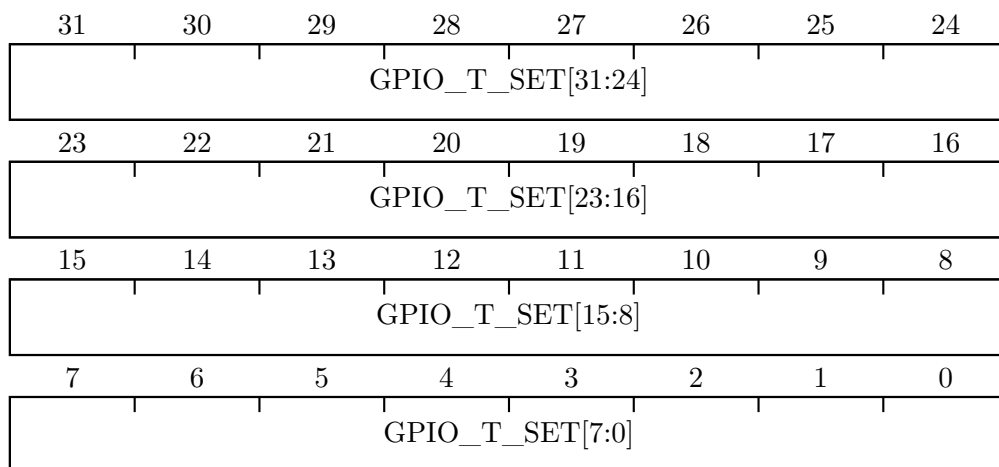 31 30 29 28 27 26 25 24
GPIO_T_SET[31:24]
23 22 21 20 19 18 17 16
GPIO_T_SET[23:16]
15 14 13 12 11 10 9 8
GPIO_T_SET[15:8]
7 6 5 4 3 2 1 0
GPIO_T_SET[7:0]